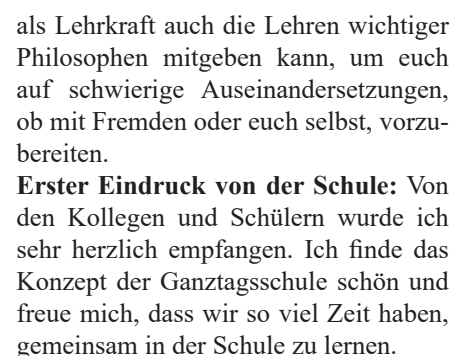 als Lehrkraft auch die Lehren wichtiger
Philosophen mitgeben kann, um euch
auf schwierige Auseinandersetzungen,
ob mit Fremden oder euch selbst, vorzu-
bereiten.
Erster Eindruck von der Schule: Von
den Kollegen und Schülern wurde ich
sehr herzlich empfangen. Ich finde das
Konzept der Ganztagsschule schön und
freue mich, dass wir so viel Zeit haben,
gemeinsam in der Schule zu lernen.